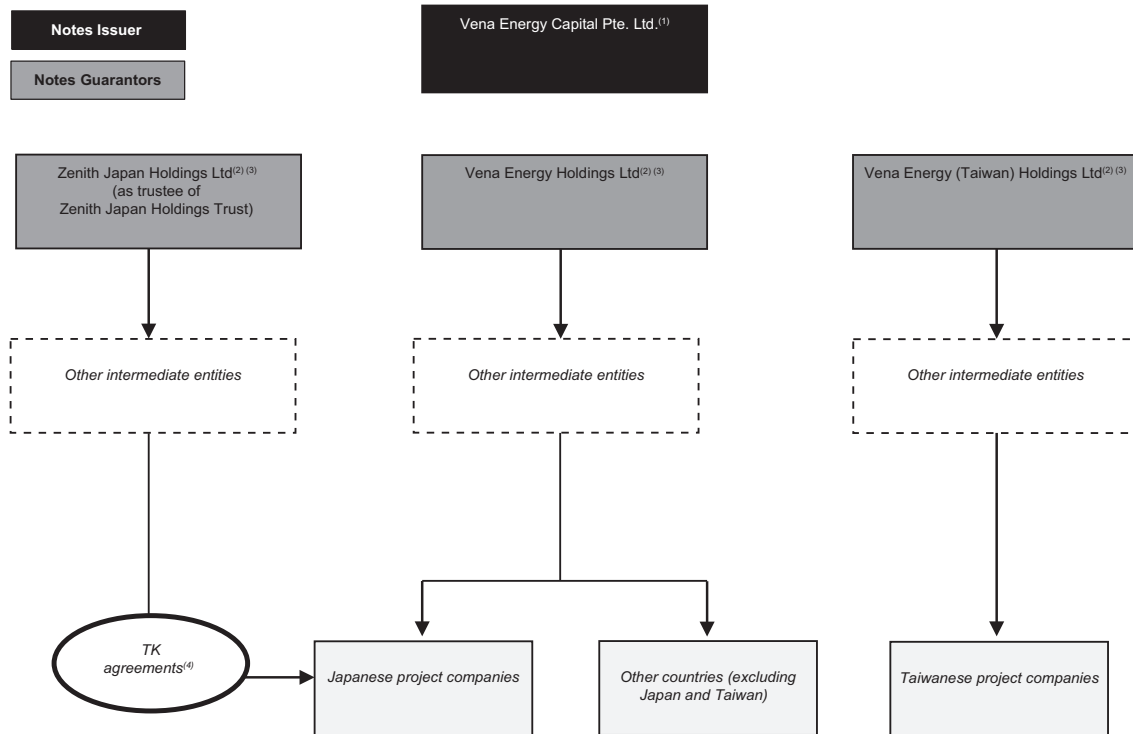 Notes Issuer
Notes Guarantors
Vena Energy Capital Pte. Ltd.(1)
Zenith Japan Holdings Ltd(2) (3)
(as trustee of
Zenith Japan Holdings Trust)
Vena Energy Holdings Ltd(2) (3)
Vena Energy (Taiwan) Holdings Ltd(2) (3)
Other intermediate entities
Other intermediate entities
Other intermediate entities
TK
agreements(4)
Japanese project companies
Other countries (excluding
Japan and Taiwan)
Taiwanese project companies